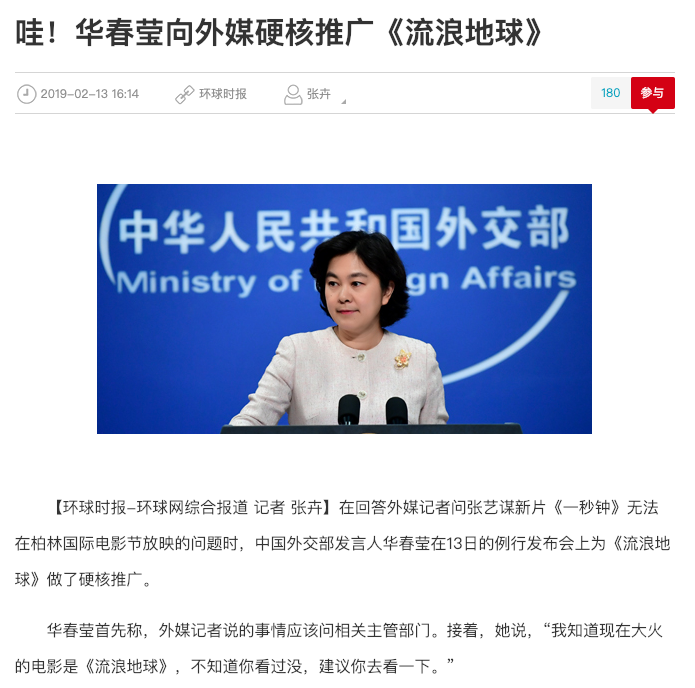 哇！华春莹向外媒硬核推广《流浪地球》
2019-02-13 16:14 环球时报 张卉 180 参与
中华人民共和国外交部
Ministry of gn Affairs
【环球时报-环球网综合报道 记者 张卉】在回答外媒记者问张艺谋新片《一秒钟》无法
在柏林国际电影节放映的问题时，中国外交部发言人华春莹在13日的例行发布会上为《流浪地
球》做了硬核推广。
华春莹首先称，外媒记者说的事情应该问相关主管部门。接着，她说，“我知道现在大火
的电影是《流浪地球》，不知道你看过没，建议你去看一下。”